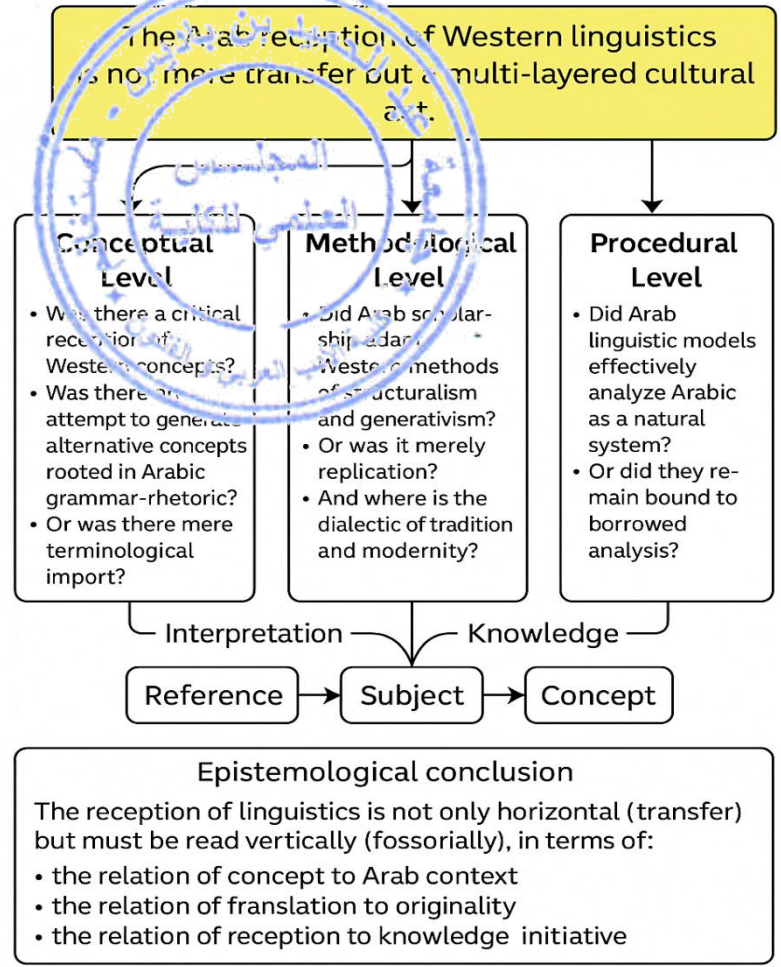 The Arab reception of Western linguistics
is not mere transfer but a multi-layered cultural
act.
المجلس
العلمي للكلية
Conceptual
Level
• Was there a critical
reception of
Western concepts?
• Was there an
attempt to generate
alternative concepts
rooted in Arabic
grammar-rhetoric?
• Or was there mere
terminological
import?
Methodological
Level
• Did Arab scholar-
ship adapt
Western methods
of structuralism
and generativism?
• Or was it merely
replication?
• And where is the
dialectic of tradition
and modernity?
Procedural
Level
• Did Arab
linguistic models
effectively
analyze Arabic
as a natural
system?
• Or did they re-
main bound to
borrowed
analysis?
Interpretation
Knowledge
Reference
Subject
Concept
Epistemological conclusion
The reception of linguistics is not only horizontal (transfer)
but must be read vertically (fossorially), in terms of:
• the relation of concept to Arab context
• the relation of franslation to originality
• the relation of reception to knowledge initiative